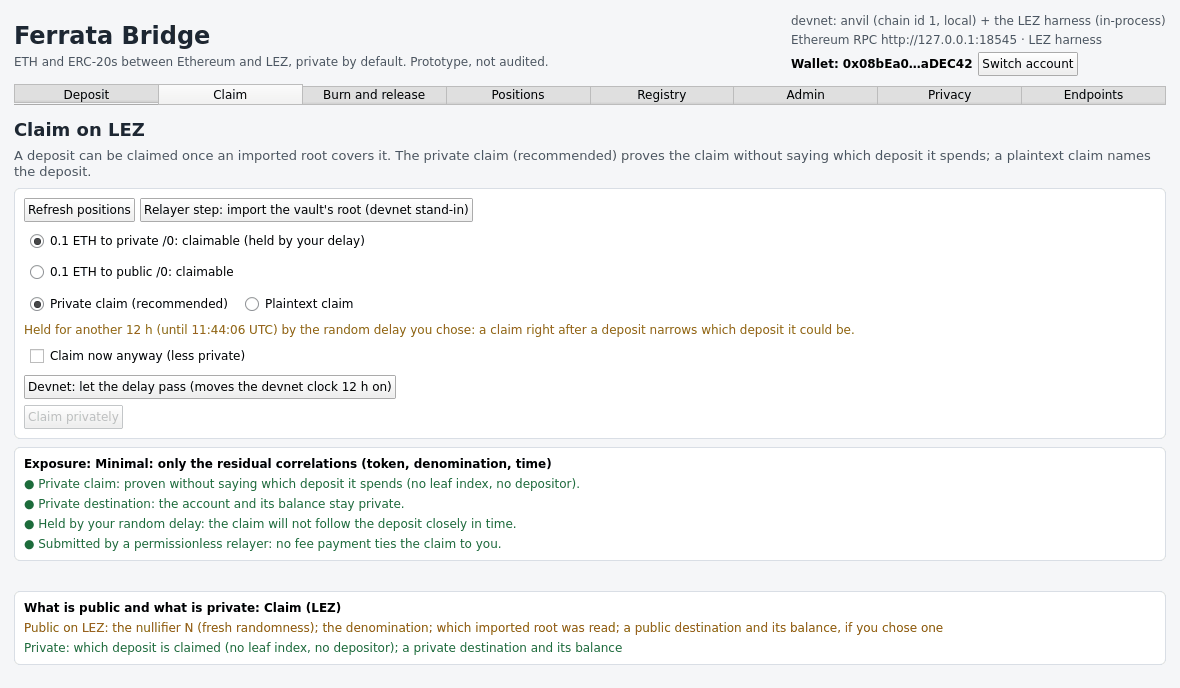 Ferrata Bridge
ETH and ERC-20s between Ethereum and LEZ, private by default. Prototype, not audited.
devnet: anvil (chain id 1, local) + the LEZ harness (in-process)
Ethereum RPC http://127.0.0.1:18545 · LEZ harness
Wallet: 0x08bEa0…aDEC42 Switch account
Deposit Claim Burn and release Positions Registry Admin Privacy Endpoints
Claim on LEZ
A deposit can be claimed once an imported root covers it. The private claim (recommended) proves the claim without saying which deposit it spends; a plaintext claim names
the deposit.
Refresh positions Relayer step: import the vault's root (devnet stand-in)
0.1 ETH to private /0: claimable (held by your delay)
0.1 ETH to public /0: claimable
Private claim (recommended) Plaintext claim
Held for another 12 h (until 11:44:06 UTC) by the random delay you chose: a claim right after a deposit narrows which deposit it could be.
Claim now anyway (less private)
Devnet: let the delay pass (moves the devnet clock 12 h on)
Claim privately
Exposure: Minimal: only the residual correlations (token, denomination, time)
● Private claim: proven without saying which deposit it spends (no leaf index, no depositor).
● Private destination: the account and its balance stay private.
● Held by your random delay: the claim will not follow the deposit closely in time.
● Submitted by a permissionless relayer: no fee payment ties the claim to you.
What is public and what is private: Claim (LEZ)
Public on LEZ: the nullifier N (fresh randomness); the denomination; which imported root was read; a public destination and its balance, if you chose one
Private: which deposit is claimed (no leaf index, no depositor); a private destination and its balance